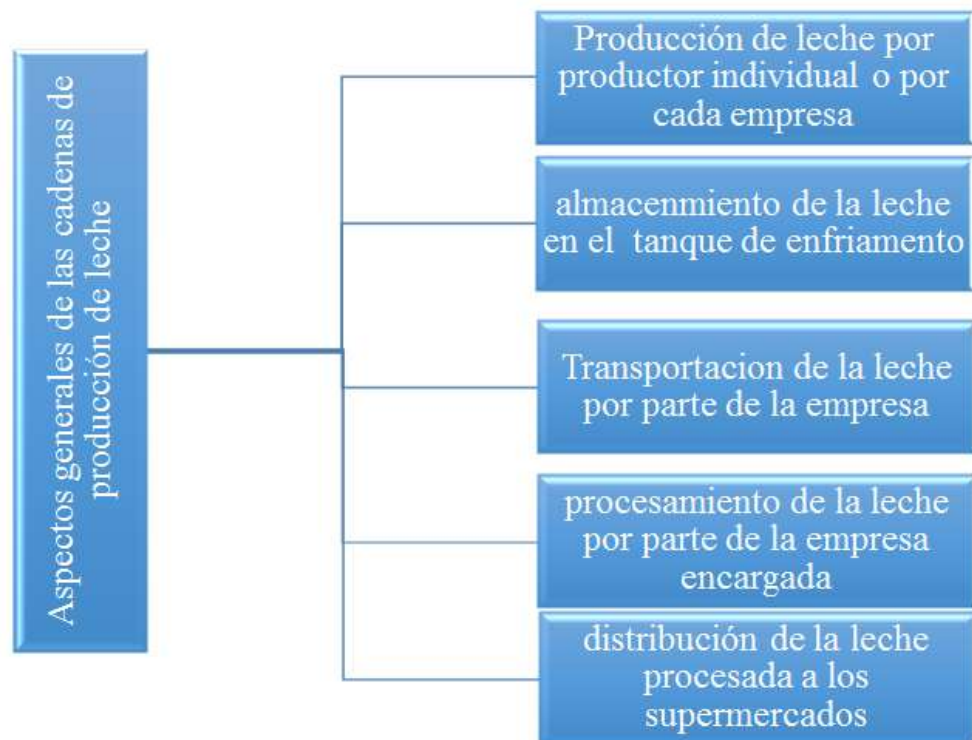 Aspectos generales de las cadenas de
producción de leche
Producción de leche por
productor individual o por
cada empresa
almacenmiento de la leche
en el tanque de enfriamento
Transportacion de la leche
por parte de la empresa
procesamiento de la leche
por parte de la empresa
encargada
distribución de la leche
procesada a los
supermercados